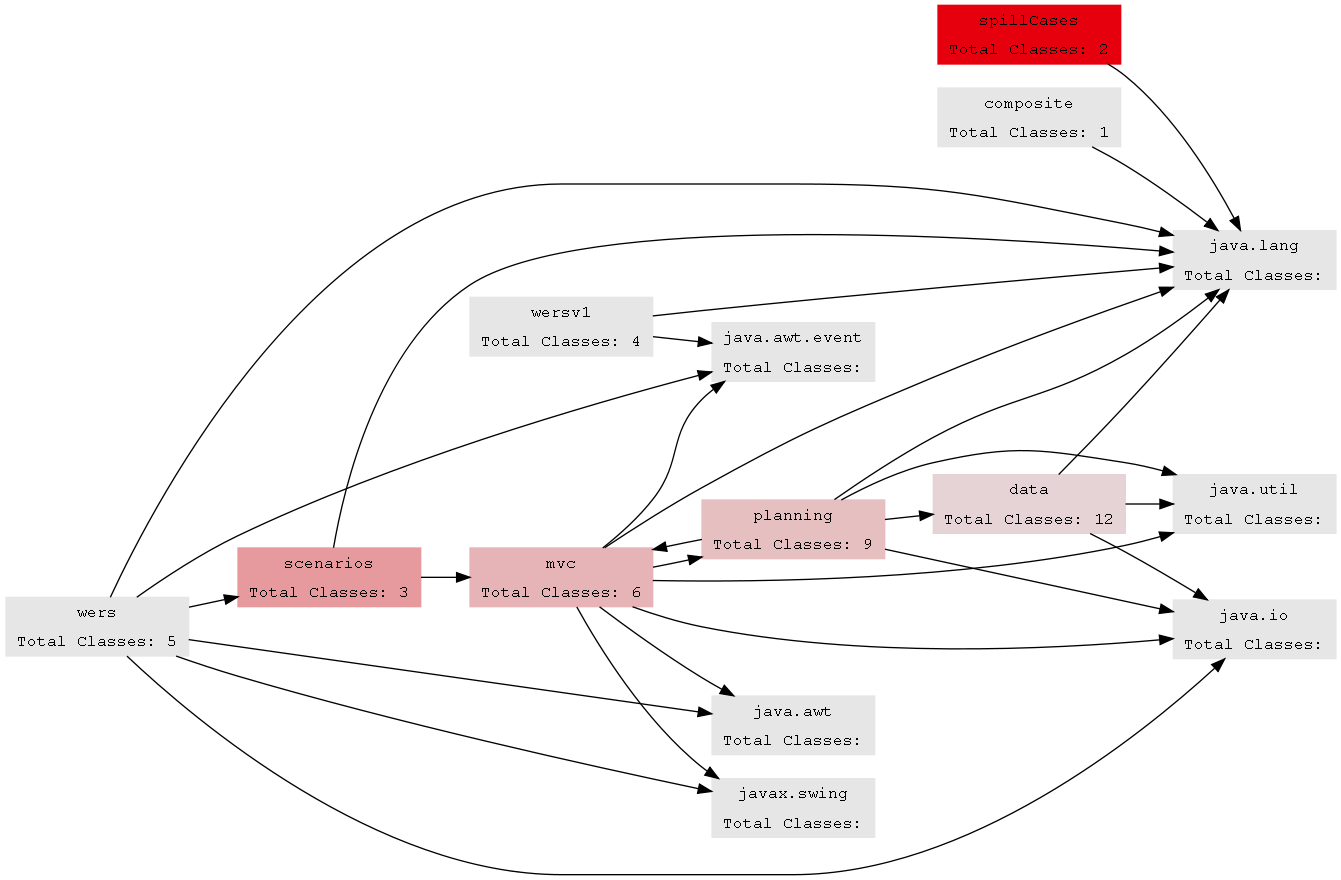 spillCases
Total Classes: 2
composite
Total Classes: 1
java.lang
Total Classes:
wersv1
Total Classes: 4
java.awt.event
Total Classes:
data
Total Classes: 12
java.util
Total Classes:
planning
Total Classes: 9
scenarios
Total Classes: 3
mvc
Total Classes: 6
wers
Total Classes: 5
java.io
Total Classes:
java.awt
Total Classes:
javax.swing
Total Classes: